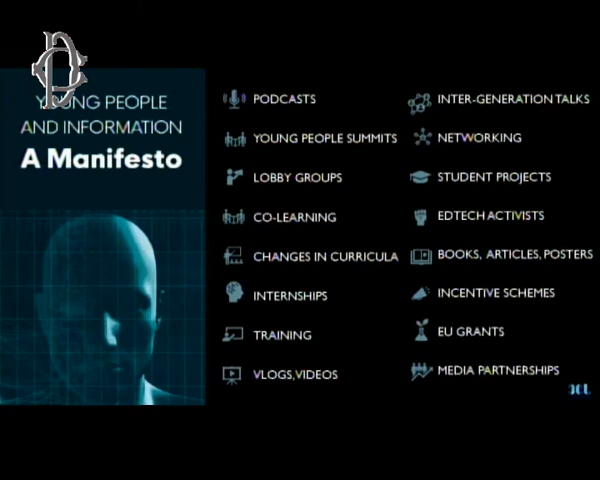 YOUNG PEOPLE
AND INFORMATION
A Manifesto
PODCASTS
YOUNG PEOPLE SUMMITS
LOBBY GROUPS
CO-LEARNING
CHANGES IN CURRICULA
INTERNSHIPS
TRAINING
VLOGS,VIDEOS
INTER-GENERATION TALKS
NETWORKING
STUDENT PROJECTS
EDTECH ACTIVISTS
BOOKS, ARTICLES, POSTERS
INCENTIVE SCHEMES
EU GRANTS
MEDIA PARTNERSHIPS